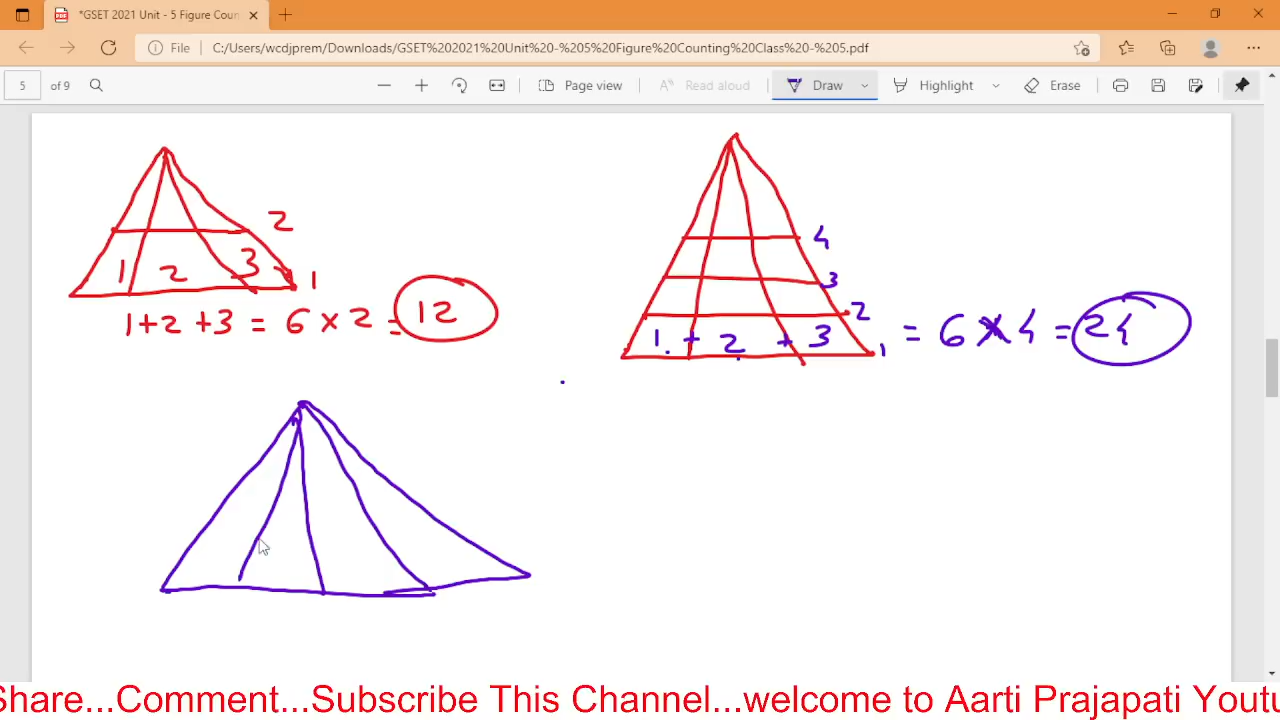 *GSET 2021 Unit - 5 Figure Coun
File C:/Users/wcdjprem/Downloads/GSET%202021%20Unit%20-%205%20Figure%20Counting%20Class%20-%205.pdf
5 of 9 Page view Read aloud Draw Highlight Erase
2
1 2 3 1
1+2+3 = 6 x 2 = 12
4
3
2
1 + 2 + 3 1 = 6 x 4 = 24
Share...Comment...Subscribe This Channel...welcome to Aarti Prajapati Youtu